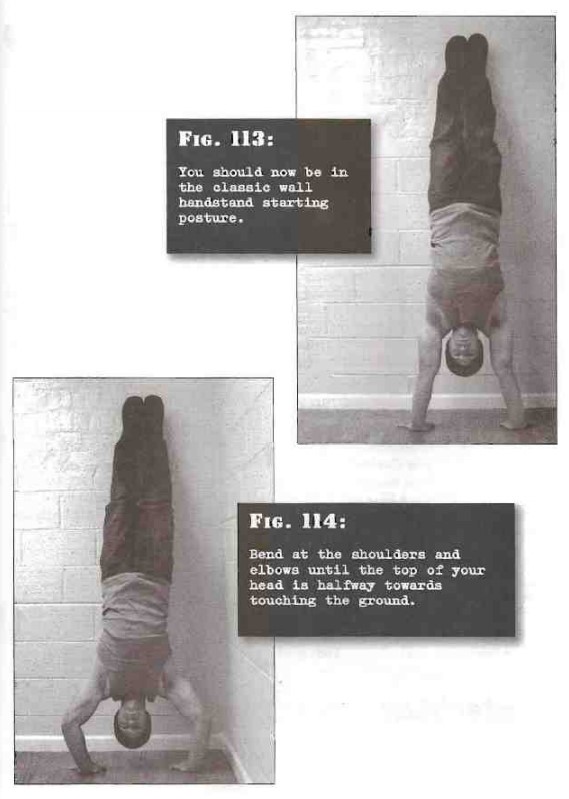 FIG. 113:
You should now be in
the classic wall
handstand starting
posture.
FIG. 114:
Bend at the shoulders and
elbows until the top of your
head is halfway towards
touching the ground.